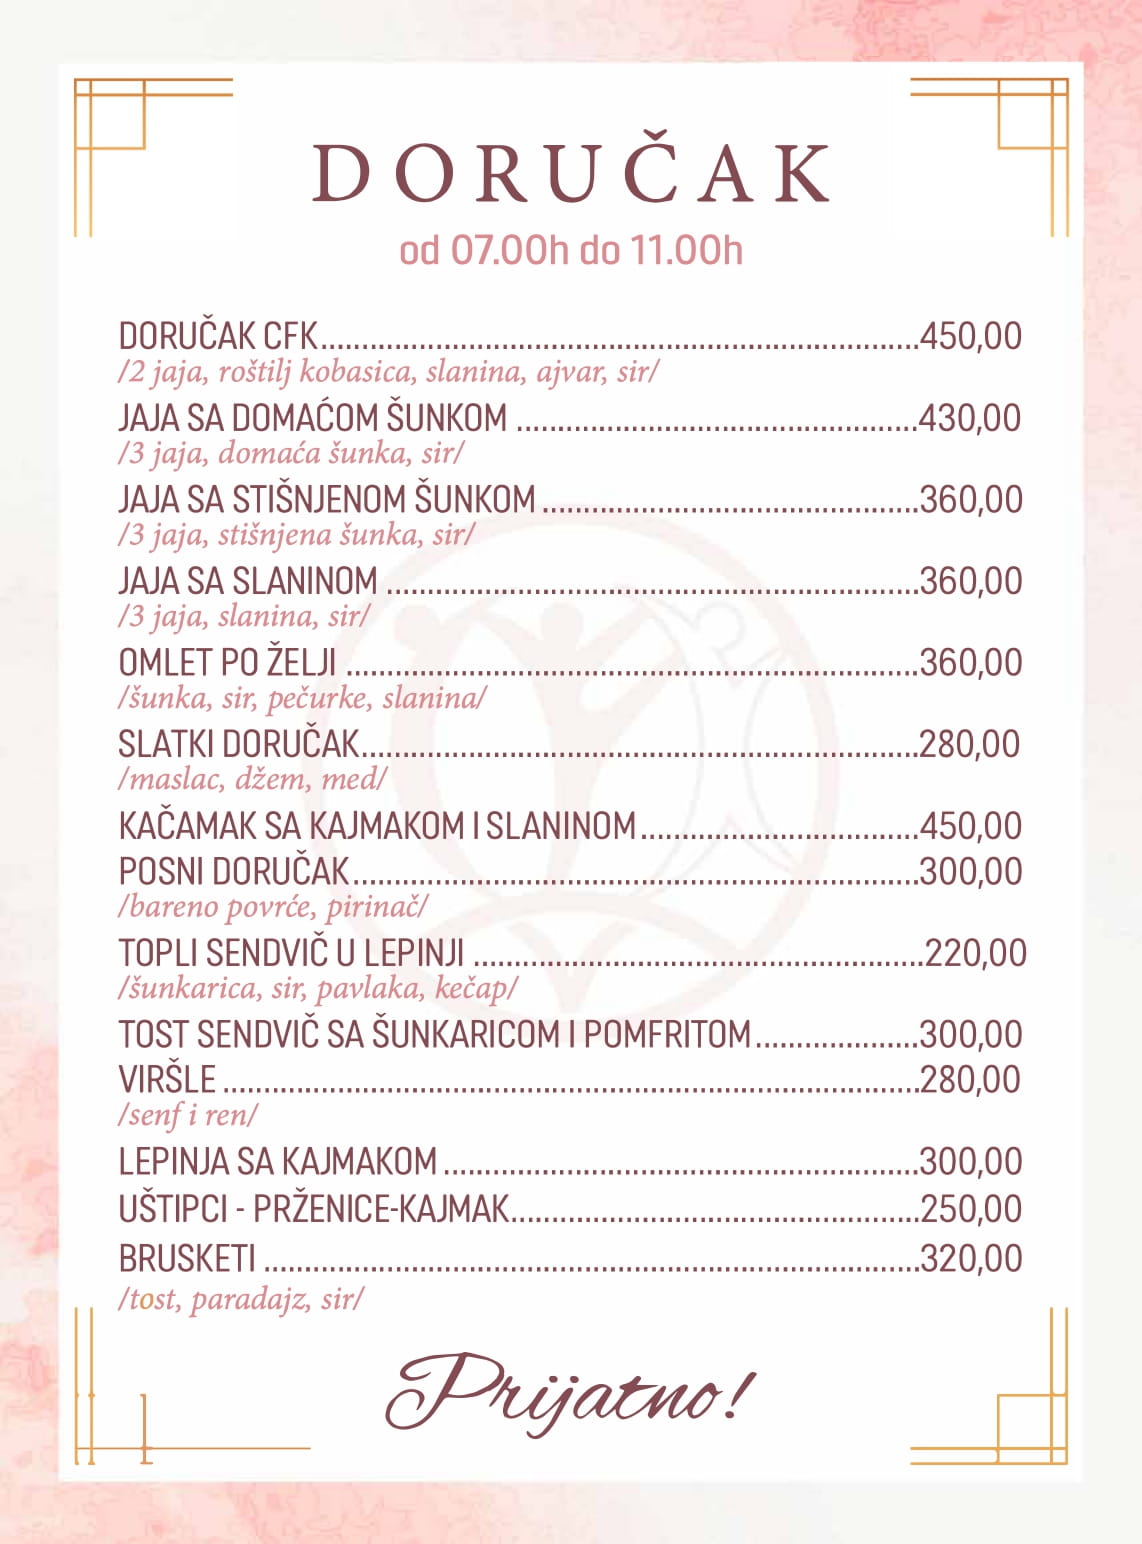 DORUČAK
od 07.00h do 11.00h
DORUČAK CFK..................................................................450,00
/2 jaja, roštilj kobasica, slanina, ajvar, sir/
JAJA SA DOMAĆOM ŠUNKOM ............................................430,00
/3 jaja, domaća šunka, sir/
JAJA SA STIŠNJENOM ŠUNKOM..........................................360,00
/3 jaja, stišnjena šunka, sir/
JAJA SA SLANINOM ...........................................................360,00
/3 jaja, slanina, sir/
OMLET PO ŽELJI ................................................................360,00
/šunka, sir, pečurke, slanina/
SLATKI DORUČAK..............................................................280,00
/maslac, džem, med/
KAČAMAK SA KAJMAKOM I SLANINOM...............................450,00
POSNI DORUČAK...............................................................300,00
/bareno povrće, pirinač/
TOPLI SENDVIČ U LEPINJI ..................................................220,00
/šunkarica, sir, pavlaka, kečap/
TOST SENDVIČ SA ŠUNKARICOM I POMFRITOM..................300,00
VIRŠLE .............................................................................280,00
/senf i ren/
LEPINJA SA KAJMAKOM .....................................................300,00
UŠTIPCI - PRŽENICE-KAJMAK.............................................250,00
BRUSKETI .........................................................................320,00
/tost, paradajz, sir/
Prijatno!